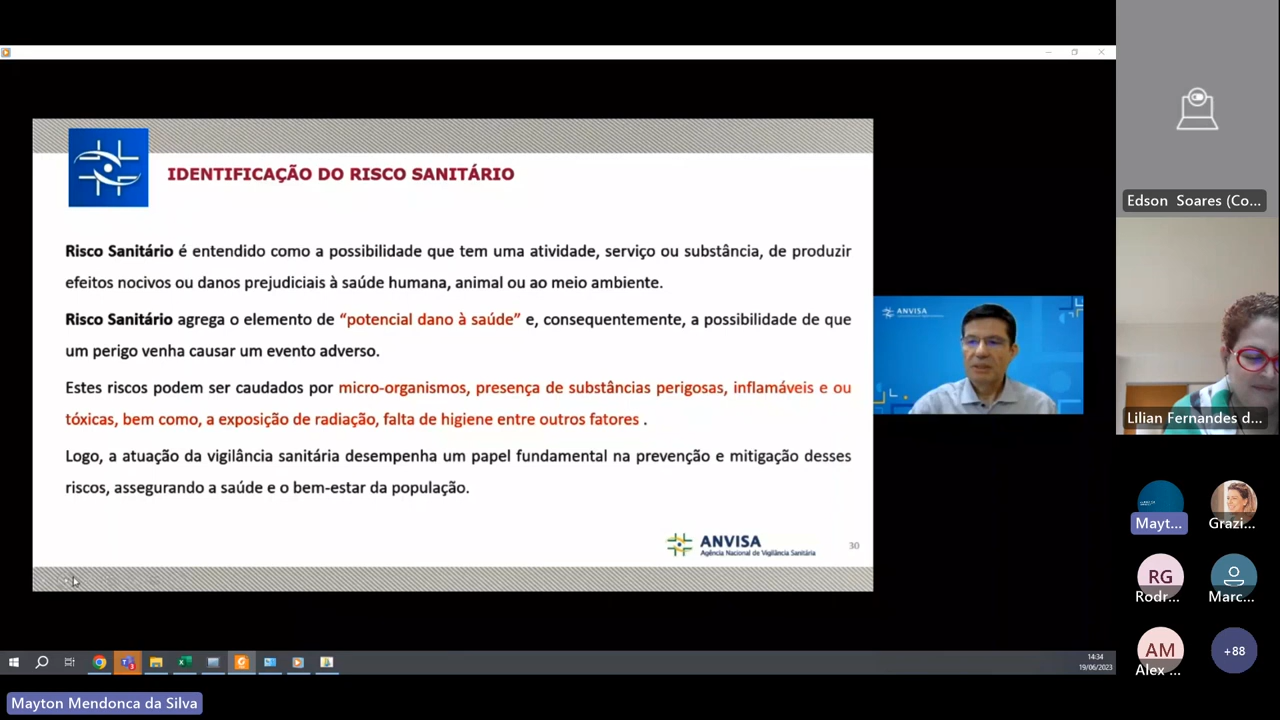 IDENTIFICAÇÃO DO RISCO SANITÁRIO
Risco Sanitário é entendido como a possibilidade que tem uma atividade, serviço ou substância, de produzir
efeitos nocivos ou danos prejudiciais à saúde humana, animal ou ao meio ambiente.
Risco Sanitário agrega o elemento de “potencial dano à saúde” e, consequentemente, a possibilidade de que
um perigo venha causar um evento adverso.
Estes riscos podem ser caudados por micro-organismos, presença de substâncias perigosas, inflamáveis e ou
tóxicas, bem como, a exposição de radiação, falta de higiene entre outros fatores .
Logo, a atuação da vigilância sanitária desempenha um papel fundamental na prevenção e mitigação desses
riscos, assegurando a saúde e o bem-estar da população.
ANVISA
Agência Nacional de Vigilância Sanitária
30
ANVISA
Edson Soares (Co...
Lilian Fernandes d...
Mayt...
Grazi...
RG
Rodr...
Marc...
AM
Alex ...
+88
14:34
19/06/2023
Mayton Mendonca da Silva